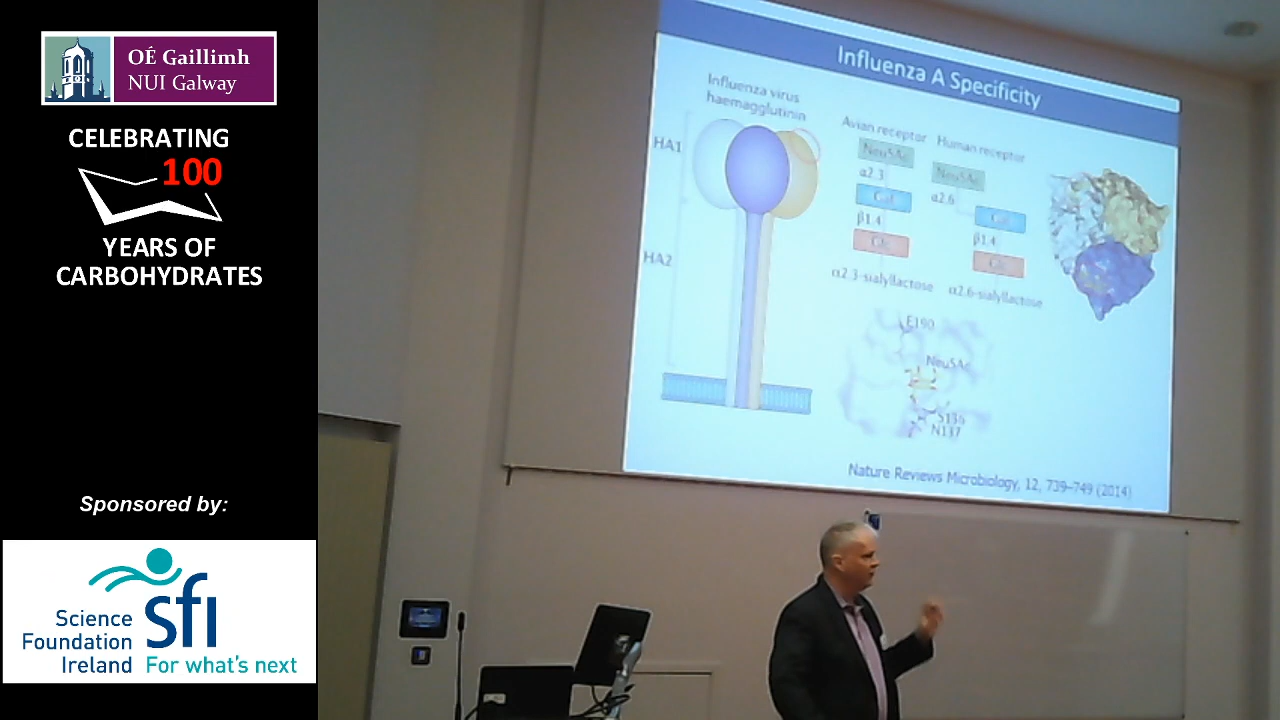 OÉ Gaillimh
NUI Galway
CELEBRATING
100
YEARS OF
CARBOHYDRATES
Sponsored by:
Science
Foundation
Ireland
sfi
For what's next
Influenza A Specificity
Influenza virus
haemagglutinin
HA1
HA2
Avian receptor
Neu5Ac
α2.3
Gal
β1.4
Glc
α2.3-sialyllactose
Human receptor
Neu5Ac
α2.6
Gal
β1.4
Glc
α2.6-sialyllactose
E190
Neu5Ac
S136
N137
Nature Reviews Microbiology, 12, 739–749 (2014)